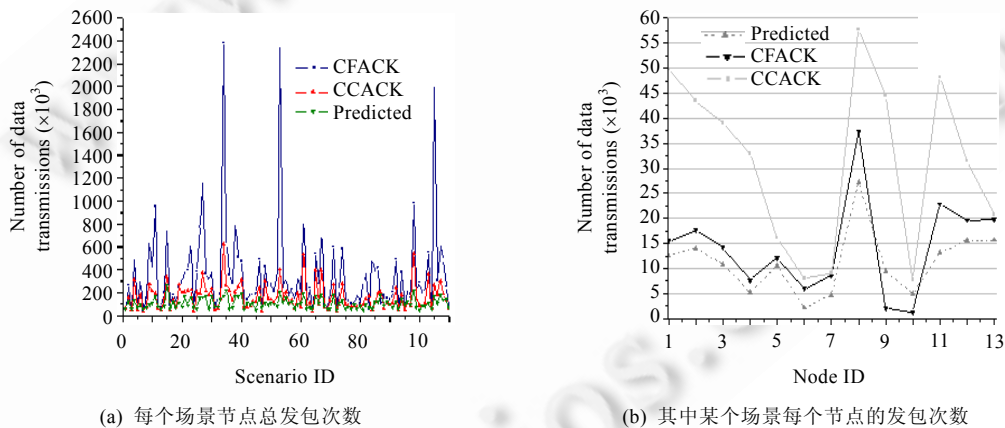 2600
2400
2200
2000
1800
1600
1400
1200
1000
800
600
400
200
0
Number of data
transmissions (×10³)
CFACK
CCACK
Predicted
0 20 40 60 80 10
Scenario ID
(a) 每个场景节点总发包次数
60
55
50
45
40
35
30
25
20
15
10
5
0
Number of data
transmissions (×10³)
Predicted
CFACK
CCACK
1 3 5 7 9 11 13
Node ID
(b) 其中某个场景每个节点的发包次数